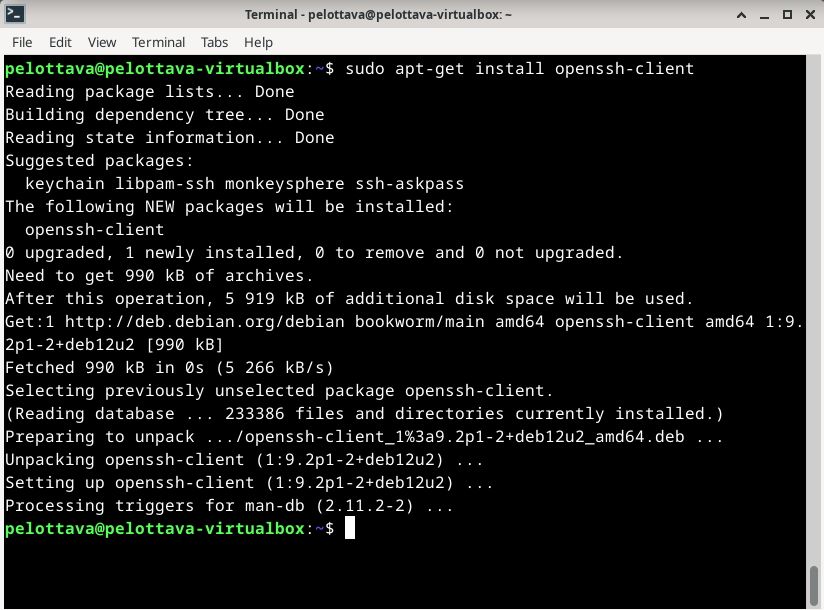 Terminal - pelottava@pelottava-virtualbox: ~
File Edit View Terminal Tabs Help
pelottava@pelottava-virtualbox:~$ sudo apt-get install openssh-client
Reading package lists... Done
Building dependency tree... Done
Reading state information... Done
Suggested packages:
  keychain libpam-ssh monkeysphere ssh-askpass
The following NEW packages will be installed:
  openssh-client
0 upgraded, 1 newly installed, 0 to remove and 0 not upgraded.
Need to get 990 kB of archives.
After this operation, 5 919 kB of additional disk space will be used.
Get:1 http://deb.debian.org/debian bookworm/main amd64 openssh-client amd64 1:9.
2p1-2+deb12u2 [990 kB]
Fetched 990 kB in 0s (5 266 kB/s)
Selecting previously unselected package openssh-client.
(Reading database ... 233386 files and directories currently installed.)
Preparing to unpack .../openssh-client_1%3a9.2p1-2+deb12u2_amd64.deb ...
Unpacking openssh-client (1:9.2p1-2+deb12u2) ...
Setting up openssh-client (1:9.2p1-2+deb12u2) ...
Processing triggers for man-db (2.11.2-2) ...
pelottava@pelottava-virtualbox:~$